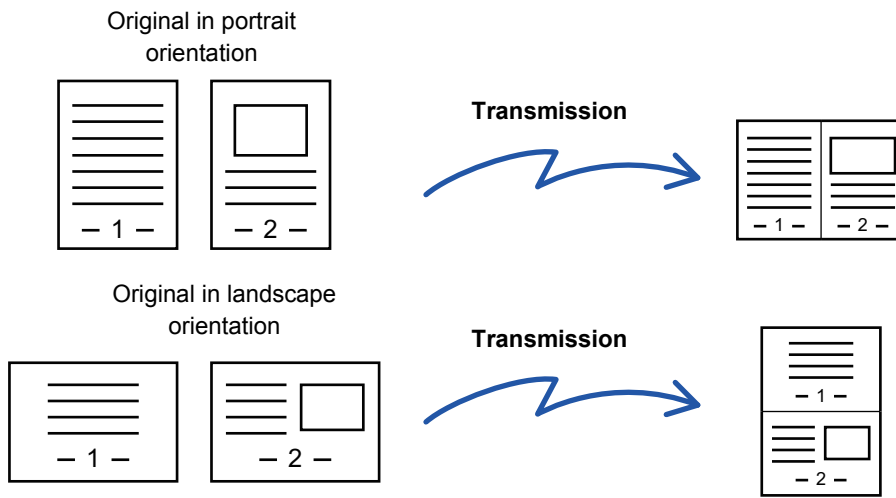 Original in portrait
orientation
Transmission
– 1 –
– 2 –
– 1 –
– 2 –
Original in landscape
orientation
Transmission
– 1 –
– 2 –
– 1 –
– 2 –